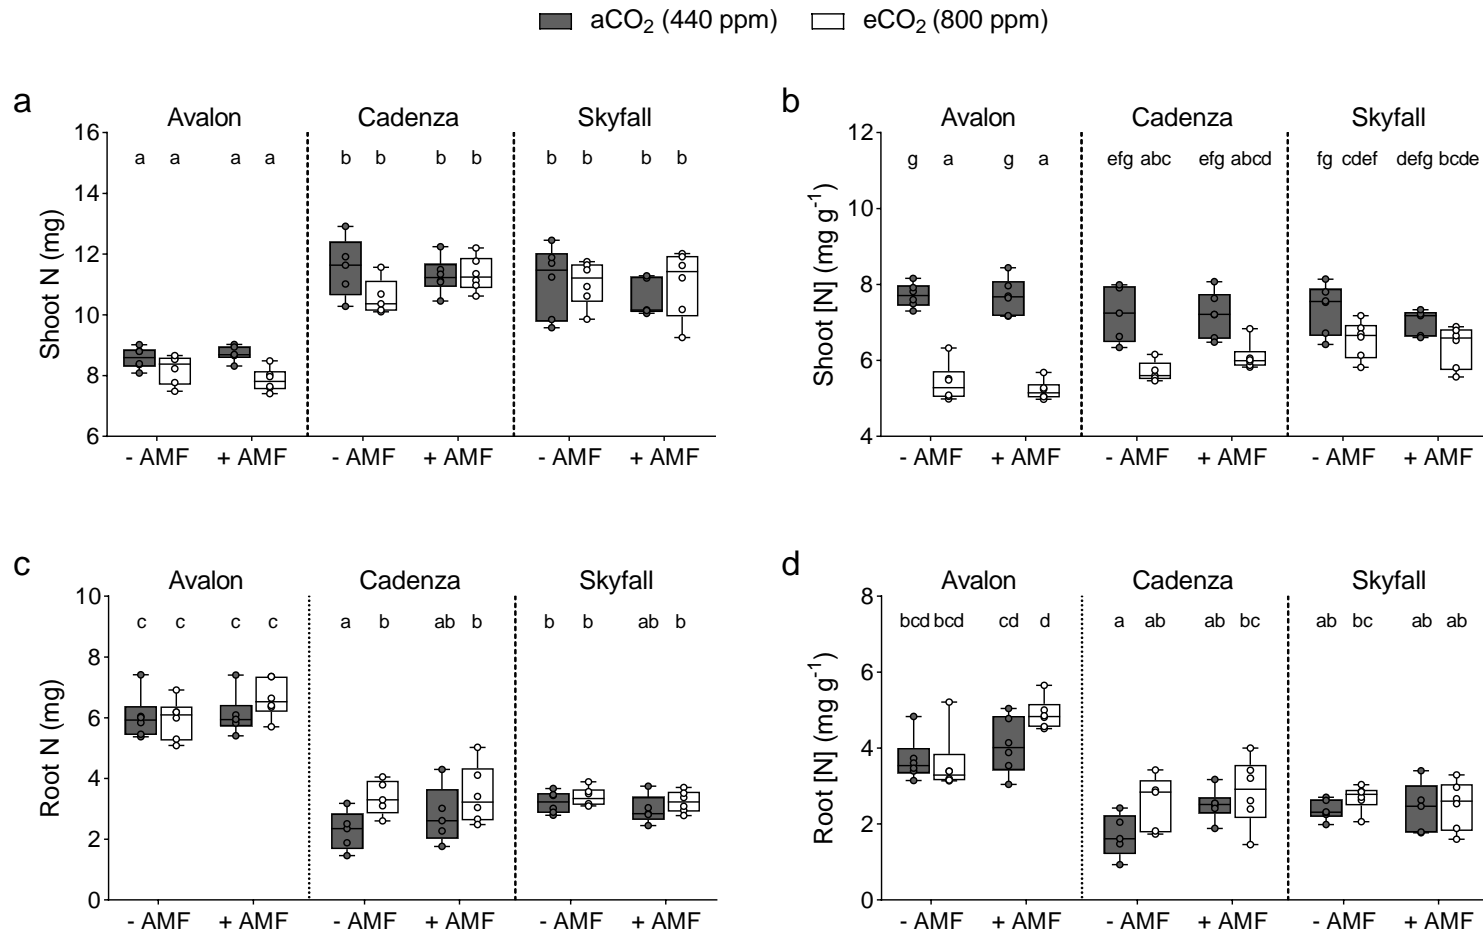 aCO₂ (440 ppm) eCO₂ (800 ppm)
a
Avalon Cadenza Skyfall
Shoot N (mg)
16
14
12
10
8
6
a a a a b b b b b b b b
- AMF + AMF - AMF + AMF - AMF + AMF
b
Avalon Cadenza Skyfall
Shoot [N] (mg g⁻¹)
12
10
8
6
4
g a g a efg abc efg abcd fg cdef defg bcde
- AMF + AMF - AMF + AMF - AMF + AMF
c
Avalon Cadenza Skyfall
Root N (mg)
10
8
6
4
2
0
c c c c a b ab b b b ab b
- AMF + AMF - AMF + AMF - AMF + AMF
d
Avalon Cadenza Skyfall
Root [N] (mg g⁻¹)
8
6
4
2
0
bcd bcd cd d a ab ab bc ab bc ab ab
- AMF + AMF - AMF + AMF - AMF + AMF